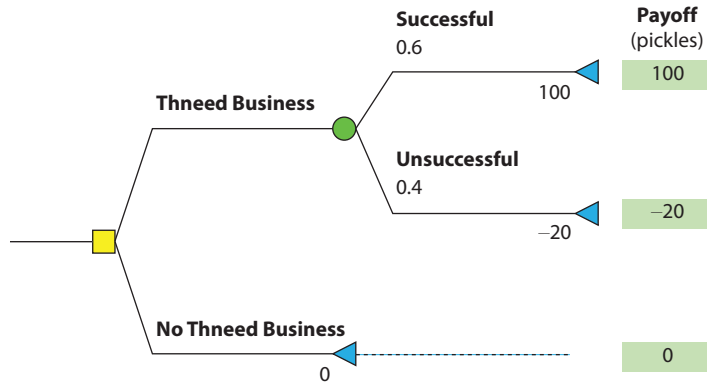 Successful
0.6
Payoff
(pickles)
100
100
Thneed Business
Unsuccessful
0.4
–20
–20
No Thneed Business
0
0